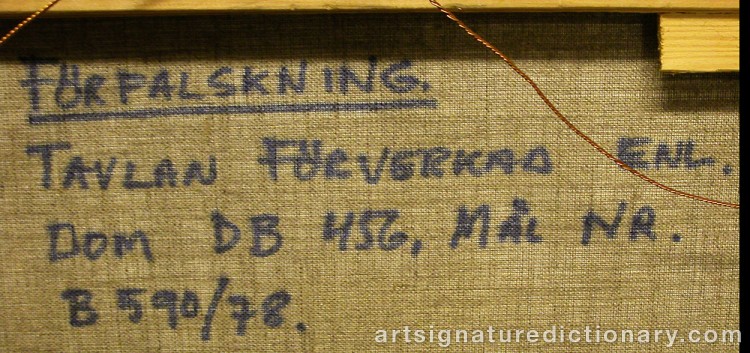 FÖRFALSKNING.
TAVLAN FÖRVERKAD ENL.
DOM DB 456, MÅL NR.
B 590/78.
artsignaturedictionary.com